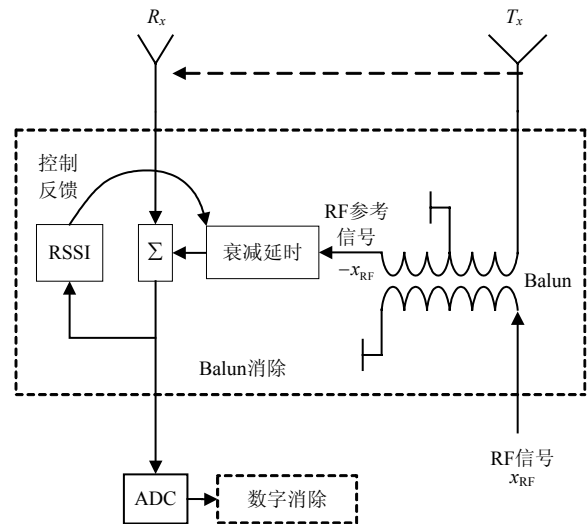 Rx
Tx
控制
反馈
RF参考
信号
−xRF
RSSI
Σ
衰减延时
Balun
Balun消除
RF信号
xRF
ADC
数字消除